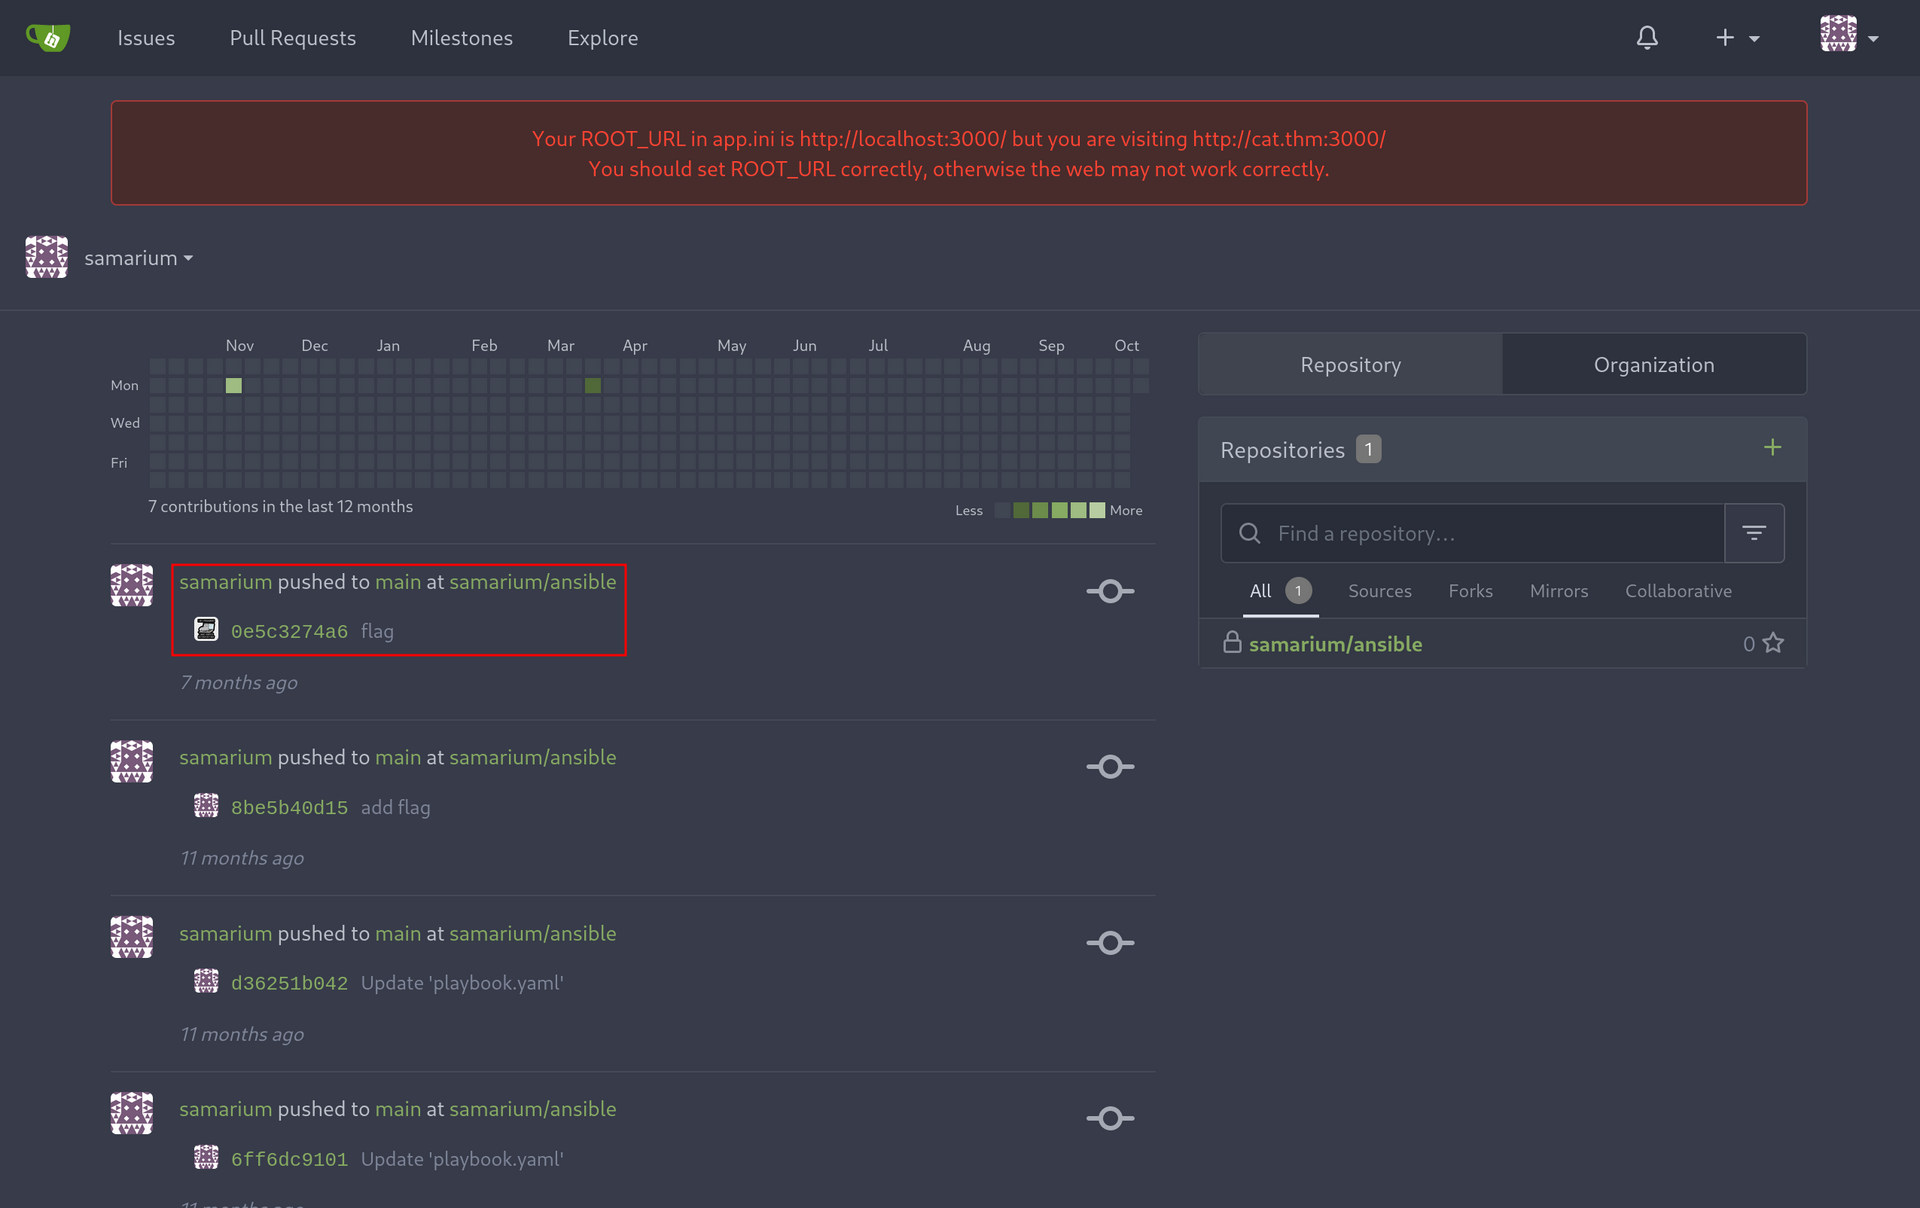 Issues Pull Requests Milestones Explore
Your ROOT_URL in app.ini is http://localhost:3000/ but you are visiting http://cat.thm:3000/
You should set ROOT_URL correctly, otherwise the web may not work correctly.
samarium
Nov Dec Jan Feb Mar Apr May Jun Jul Aug Sep Oct
Mon
Wed
Fri
7 contributions in the last 12 months
Less More
samarium pushed to main at samarium/ansible
0e5c3274a6 flag
7 months ago
samarium pushed to main at samarium/ansible
8be5b40d15 add flag
11 months ago
samarium pushed to main at samarium/ansible
d36251b042 Update 'playbook.yaml'
11 months ago
samarium pushed to main at samarium/ansible
6ff6dc9101 Update 'playbook.yaml'
11 months ago
Repository Organization
Repositories 1
Find a repository...
All 1 Sources Forks Mirrors Collaborative
samarium/ansible 0